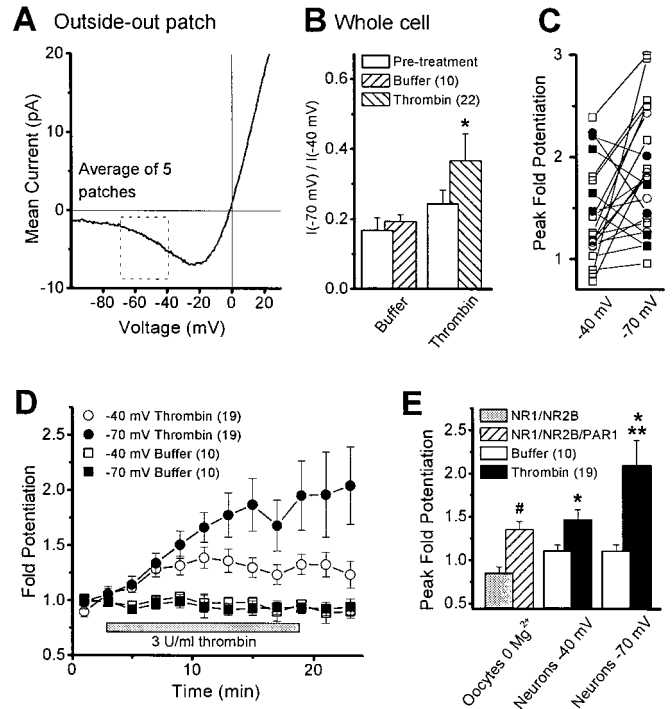 A Outside-out patch
Mean Current (pA)
20
10
0
-10
Average of 5
patches
-80 -60 -40 -20 0 20
Voltage (mV)
B Whole cell
I(-70 mV) / I(-40 mV)
0.6
0.4
0.2
0.0
Pre-treatment
Buffer (10)
Thrombin (22)
*
Buffer
Thrombin
C
Peak Fold Potentiation
3
2
1
-40 mV
-70 mV
D
Fold Potentiation
2.5
2.0
1.5
1.0
0.5
-40 mV Thrombin (19)
-70 mV Thrombin (19)
-40 mV Buffer (10)
-70 mV Buffer (10)
3 U/ml thrombin
0 10 20
Time (min)
E
Peak Fold Potentiation
2.5
2.0
1.5
1.0
0.5
NR1/NR2B
NR1/NR2B/PAR1
Buffer (10)
Thrombin (19)
#
*
*
**
Oocytes 0 Mg2+
Neurons -40 mV
Neurons -70 mV